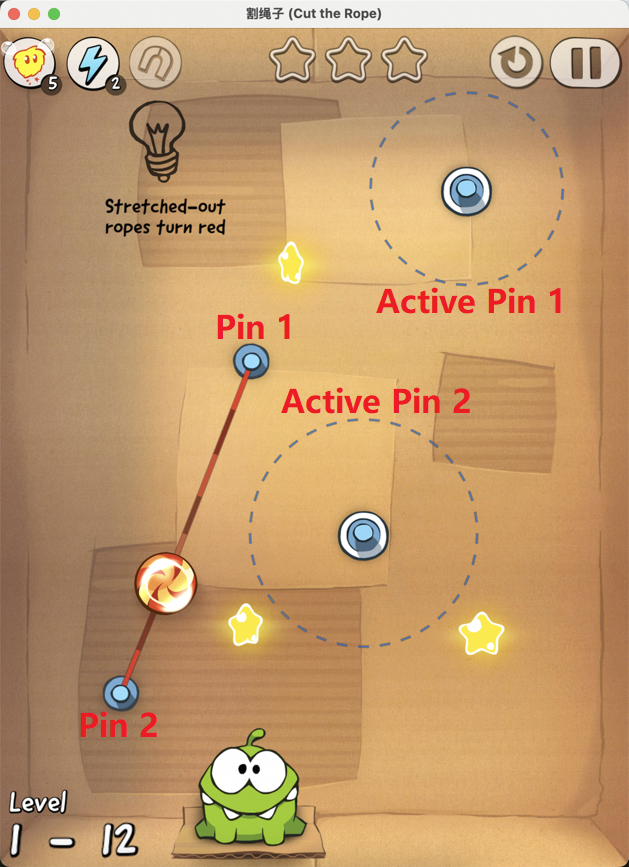 割绳子 (Cut the Rope)
5
2
Stretched-out
ropes turn red
Active Pin 1
Pin 1
Active Pin 2
Pin 2
Level
1 - 12